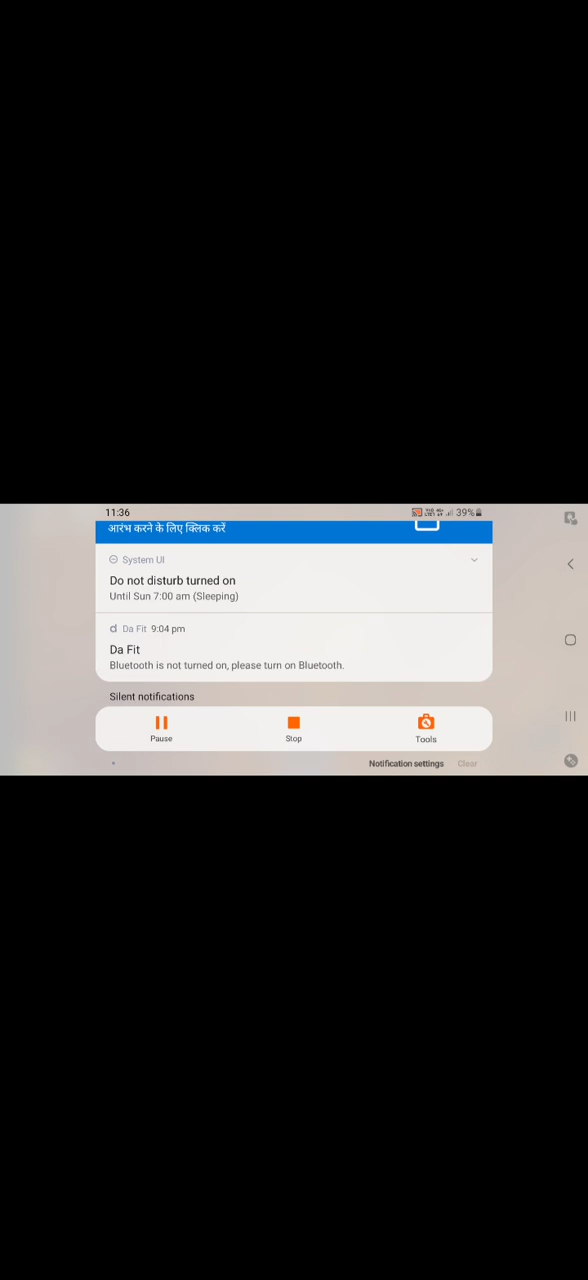 11:36
39%
आरंभ करने के लिए क्लिक करें
System UI
Do not disturb turned on
Until Sun 7:00 am (Sleeping)
Da Fit 9:04 pm
Da Fit
Bluetooth is not turned on, please turn on Bluetooth.
Silent notifications
Pause Stop Tools
Notification settings Clear